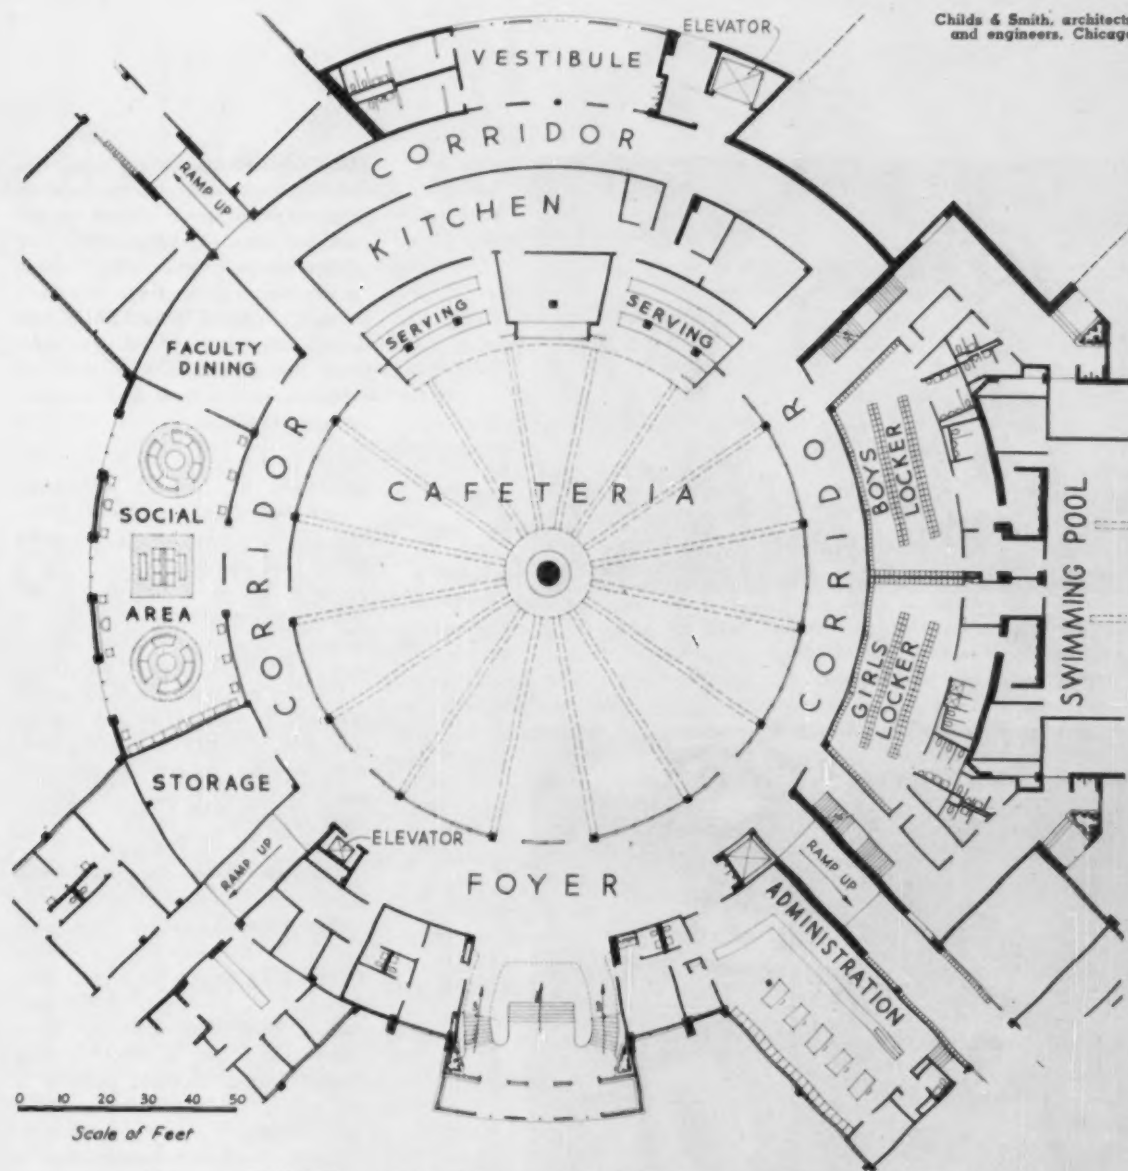 Childs & Smith, architects
and engineers, Chicago
ELEVATOR
VESTIBULE
CORRIDOR
RAMP UP
KITCHEN
SERVING
SERVING
FACULTY
DINING
CORRIDOR
CORRIDOR
CAFETERIA
BOYS
LOCKER
SOCIAL
AREA
SWIMMING POOL
GIRLS
LOCKER
STORAGE
ELEVATOR
RAMP UP
FOYER
RAMP UP
ADMINISTRATION
0 10 20 30 40 50
Scale of Feet